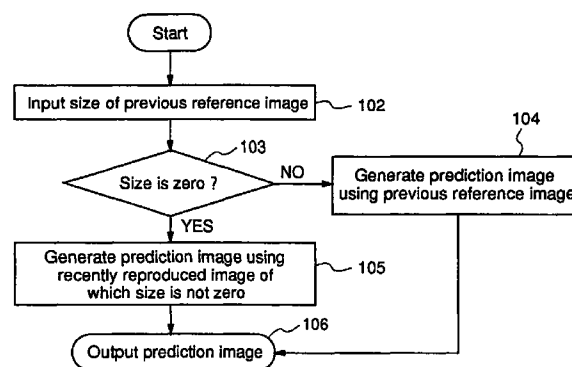 Start
Input size of previous reference image
102
103
Size is zero ?
NO
YES
104
Generate prediction image
using previous reference image
Generate prediction image using
recently reproduced image of
which size is not zero
105
106
Output prediction image